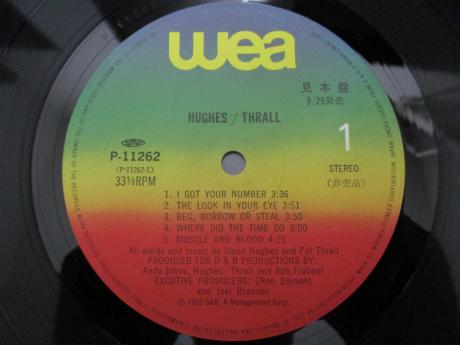 wea
見本盤
9/25発売
HUGHES / THRALL
P-11262
(P-11262-1)
33⅓RPM
1
STEREO
(非売品)
1. I GOT YOUR NUMBER 3:36
2. THE LOOK IN YOUR EYE 3:51
3. BEG, BORROW OR STEAL 3:50
4. WHERE DID THE TIME GO 3:00
5. MUSCLE AND BLOOD 4:21
All words and music by Glenn Hughes and Pat Thrall
PRODUCED FOR D & B PRODUCTIONS BY:
Andy Johns, Hughes / Thrall and Rob Fraboni
EXCUTIVE PRODUCERS: ZRon Domont
and Joel Brandes
Ⓟ 1982 D&R, A Management Corp.